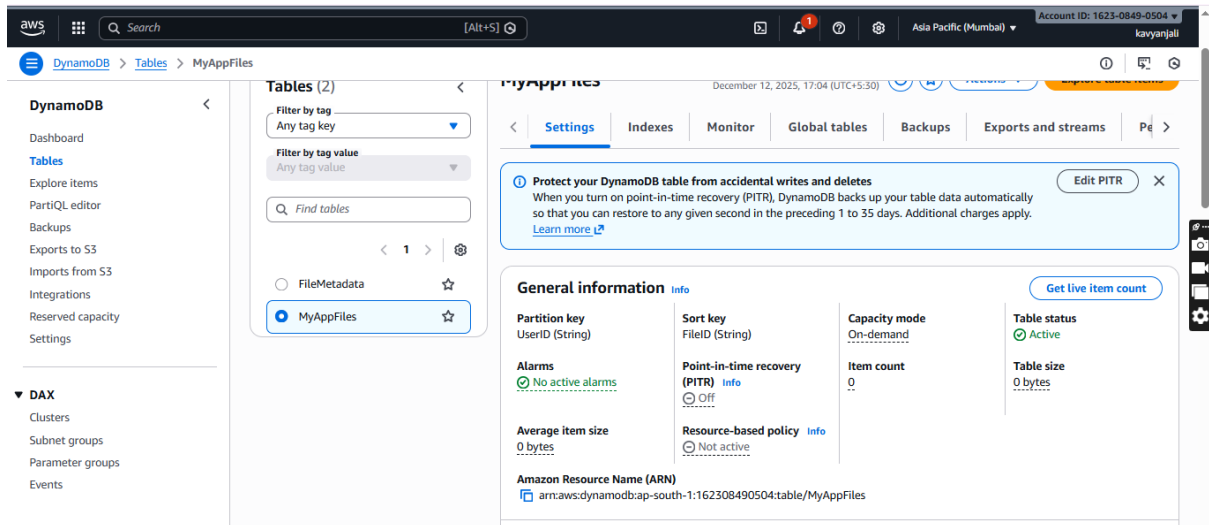 aws
Search
[Alt+S]
1
Asia Pacific (Mumbai)
Account ID: 1623-0849-0504
kavyanjali
DynamoDB > Tables > MyAppFiles
DynamoDB
Dashboard
Tables
Explore items
PartiQL editor
Backups
Exports to S3
Imports from S3
Integrations
Reserved capacity
Settings
DAX
Clusters
Subnet groups
Parameter groups
Events
Tables (2)
Filter by tag
Any tag key
Filter by tag value
Any tag value
Find tables
1
FileMetadata
MyAppFiles
MyAppFiles
December 12, 2025, 17:04 (UTC+5:30)
Actions
Explore table items
Settings
Indexes
Monitor
Global tables
Backups
Exports and streams
Pe
Protect your DynamoDB table from accidental writes and deletes
When you turn on point-in-time recovery (PITR), DynamoDB backs up your table data automatically
so that you can restore to any given second in the preceding 1 to 35 days. Additional charges apply.
Learn more
Edit PITR
General information Info
Get live item count
Partition key
UserID (String)
Sort key
FileID (String)
Capacity mode
On-demand
Table status
Active
Alarms
No active alarms
Point-in-time recovery
(PITR) Info
Off
Item count
0
Table size
0 bytes
Average item size
0 bytes
Resource-based policy Info
Not active
Amazon Resource Name (ARN)
arn:aws:dynamodb:ap-south-1:162308490504:table/MyAppFiles